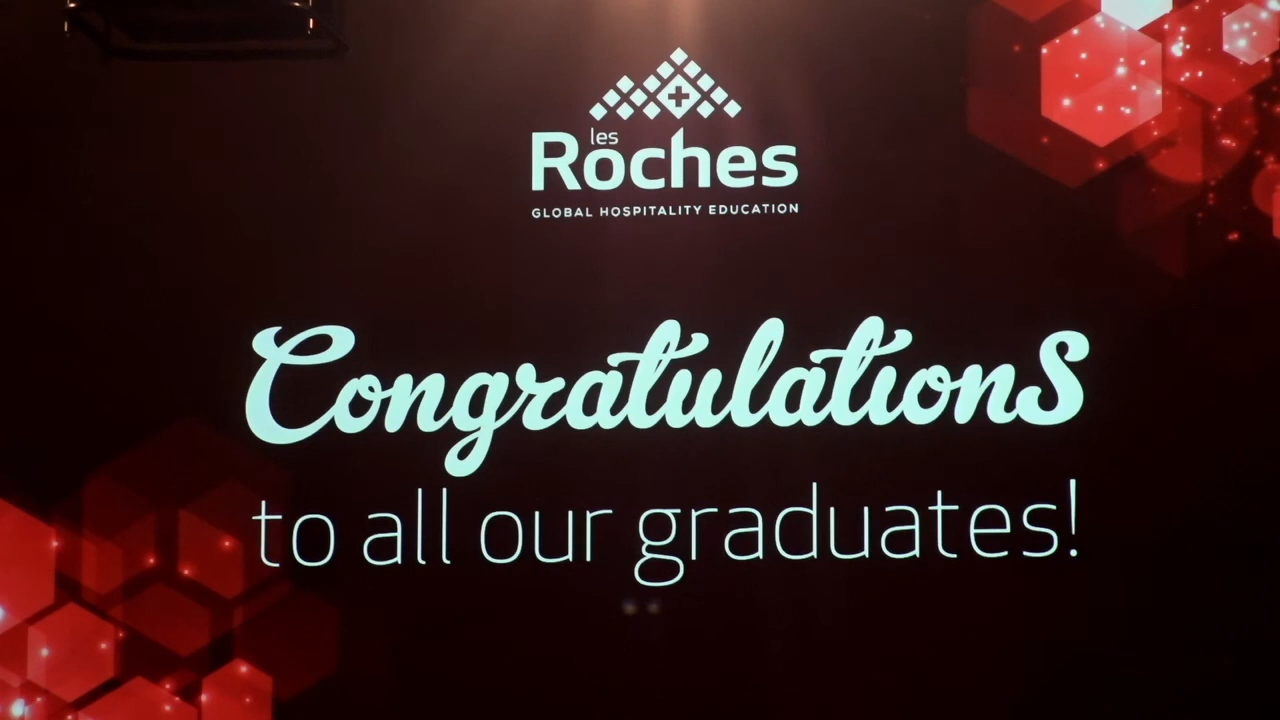 les
Roches
GLOBAL HOSPITALITY EDUCATION
Congratulations
to all our graduates!